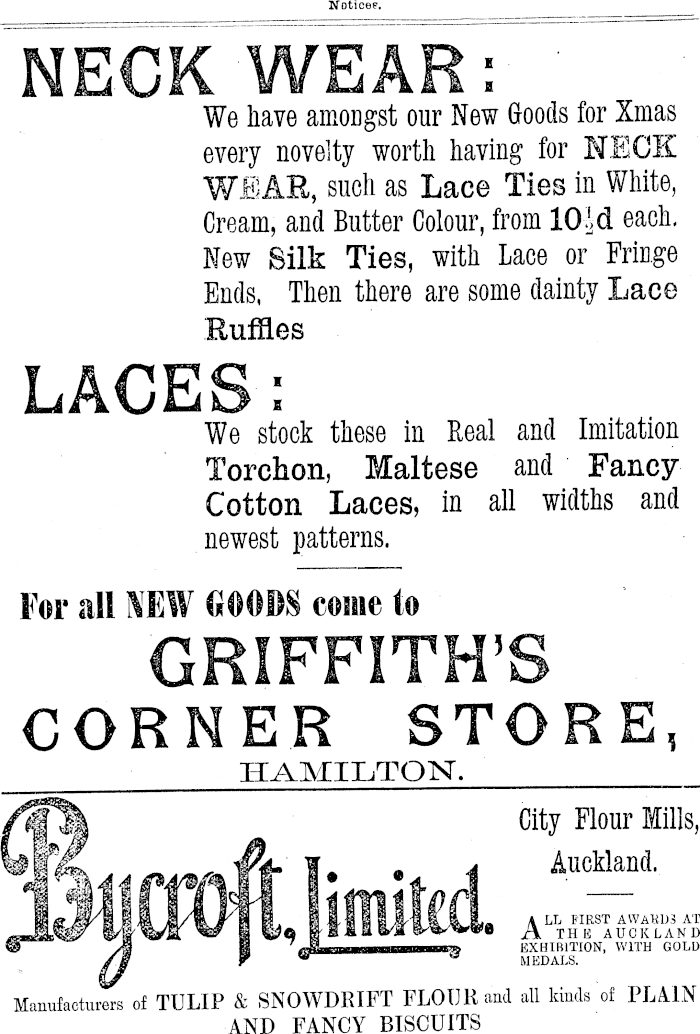 Notices.
NECK WEAR:
We have amongst our New Goods for Xmas
every novelty worth having for NECK
WEAR, such as Lace Ties in White,
Cream, and Butter Colour, from 10½d each.
New Silk Ties, with Lace or Fringe
Ends, Then there are some dainty Lace
Ruffles
LACES:
We stock these in Real and Imitation
Torchon, Maltese and Fancy
Cotton Laces, in all widths and
newest patterns.
For all NEW GOODS come to
GRIFFITH'S
CORNER STORE,
HAMILTON.
Bycroft, Limited.
City Flour Mills,
Auckland.
ALL FIRST AWARDS AT
THE AUCKLAND
EXHIBITION, WITH GOLD
MEDALS.
Manufacturers of TULIP & SNOWDRIFT FLOUR and all kinds of PLAIN
AND FANCY BISCUITS